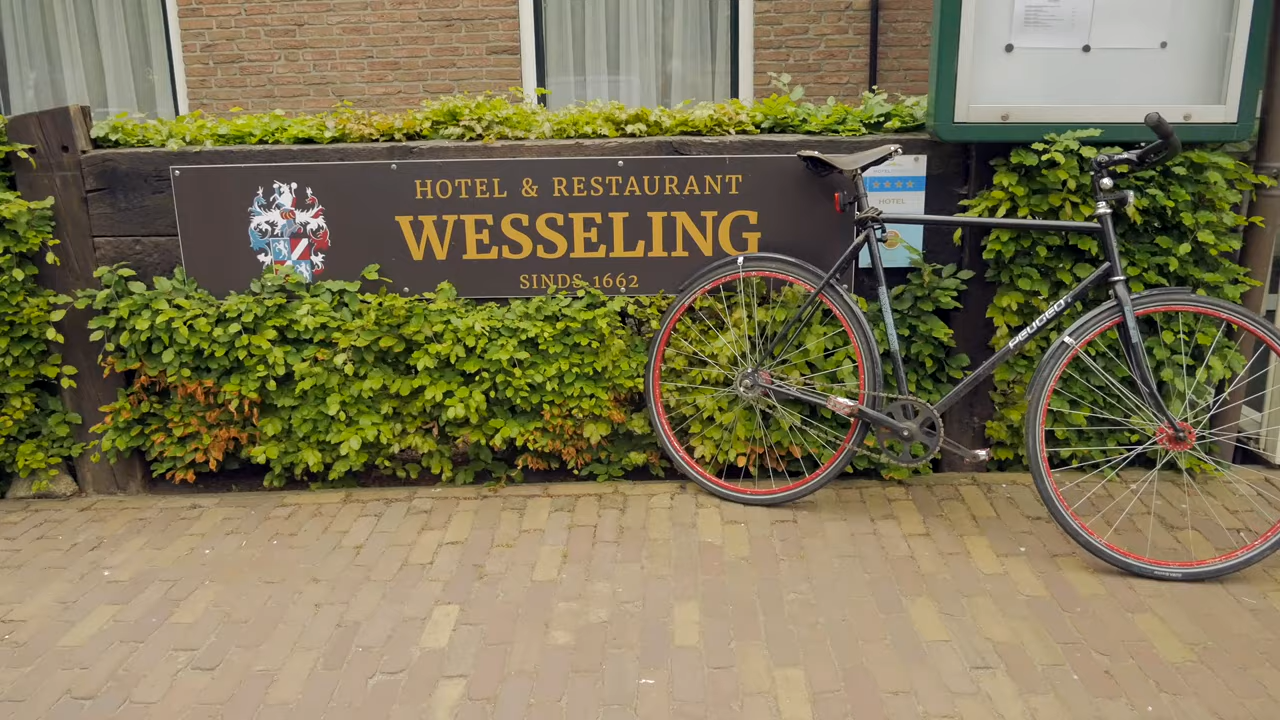 HOTEL & RESTAURANT
WESSELING
SINDS 1662
HOTEL
PEUGEOT